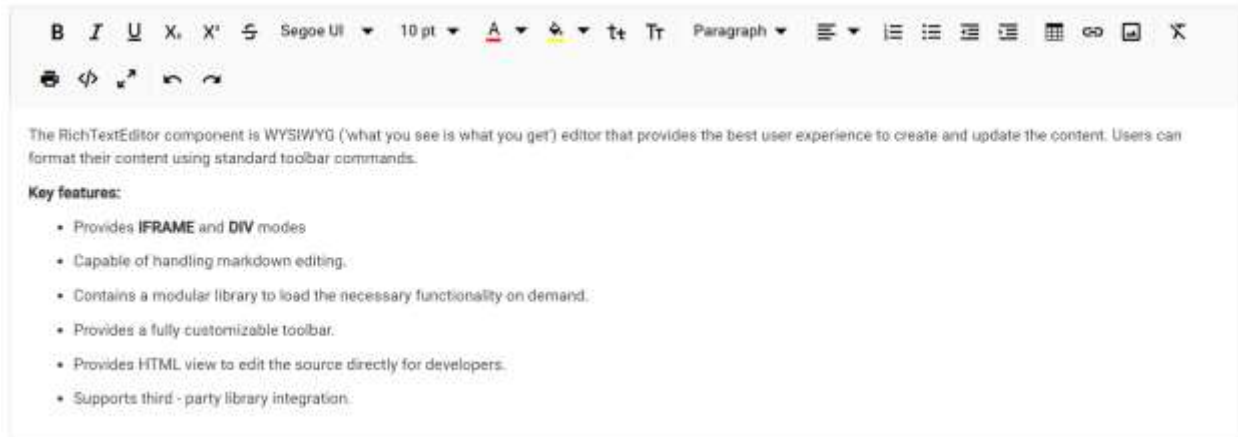 B I U X₊ X⁺ S Segoe UI 10 pt A tt Tт Paragraph
The RichTextEditor component is WYSIWYG ('what you see is what you get') editor that provides the best user experience to create and update the content. Users can
format their content using standard toolbar commands.
Key features:
• Provides IFRAME and DIV modes
• Capable of handling markdown editing.
• Contains a modular library to load the necessary functionality on demand.
• Provides a fully customizable toolbar.
• Provides HTML view to edit the source directly for developers.
• Supports third - party library integration.